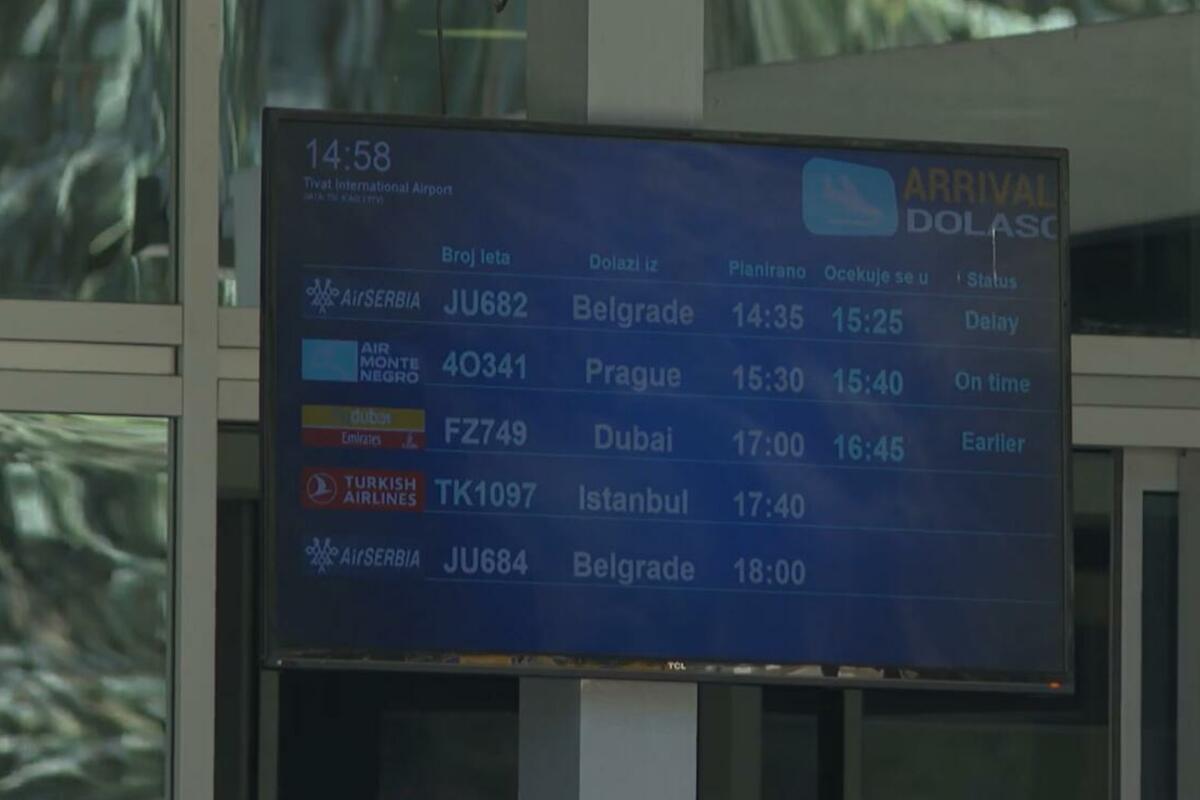 14:58
Tivat International Airport
ARRIVAL
DOLASC
Broj leta Dolazi iz Planirano Ocekuje se u Status
AirSERBIA JU682 Belgrade 14:35 15:25 Delay
AIR MONTE NEGRO 4O341 Prague 15:30 15:40 On time
dubai Emirates FZ749 Dubai 17:00 16:45 Earlier
TURKISH AIRLINES TK1097 Istanbul 17:40
AirSERBIA JU684 Belgrade 18:00
TCL